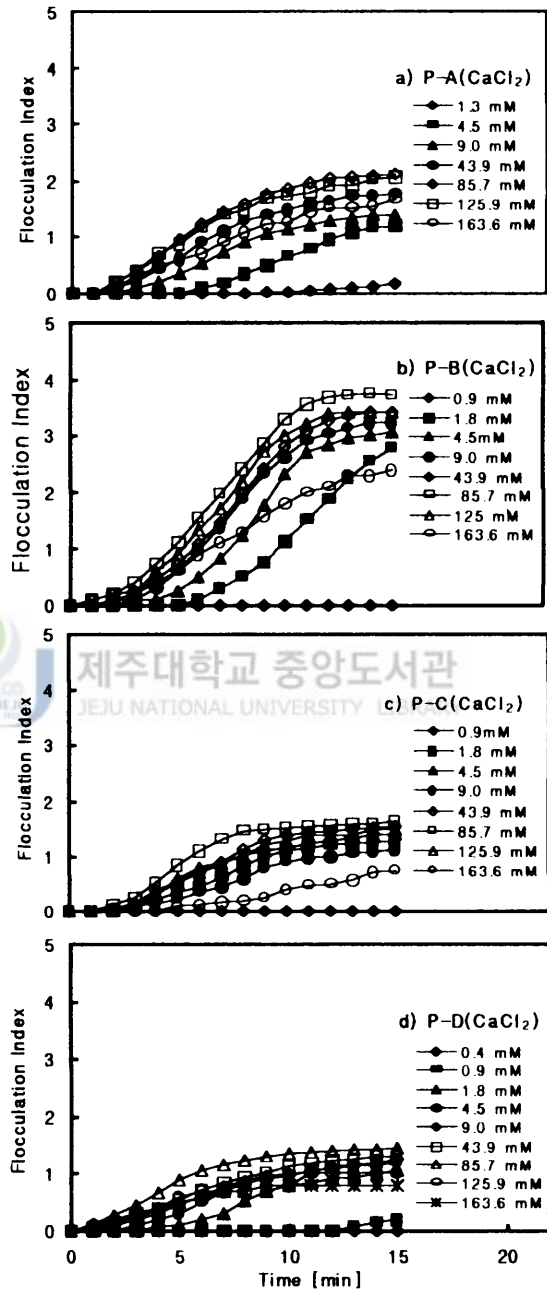 5
4
3
2
1
0
Flocculation Index
a) P-A(CaCl2)
1.3 mM
4.5 mM
9.0 mM
43.9 mM
85.7 mM
125.9 mM
163.6 mM
5
4
3
2
1
0
Flocculation Index
b) P-B(CaCl2)
0.9 mM
1.8 mM
4.5mM
9.0 mM
43.9 mM
85.7 mM
125 mM
163.6 mM
제주대학교 중앙도서관
JEJU NATIONAL UNIVERSITY LIBRARY
5
4
3
2
1
0
Flocculation Index
c) P-C(CaCl2)
0.9mM
1.8 mM
4.5 mM
9.0 mM
43.9 mM
85.7 mM
125.9 mM
163.6 mM
5
4
3
2
1
0
Flocculation Index
d) P-D(CaCl2)
0.4 mM
0.9 mM
1.8 mM
4.5 mM
9.0 mM
43.9 mM
85.7 mM
125.9 mM
163.6 mM
0 5 10 15 20
Time [min]